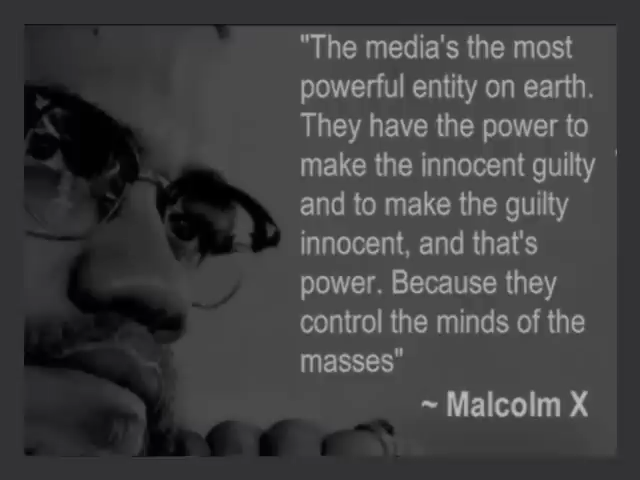 "The media's the most
powerful entity on earth.
They have the power to
make the innocent guilty
and to make the guilty
innocent, and that's
power. Because they
control the minds of the
masses"
~ Malcolm X